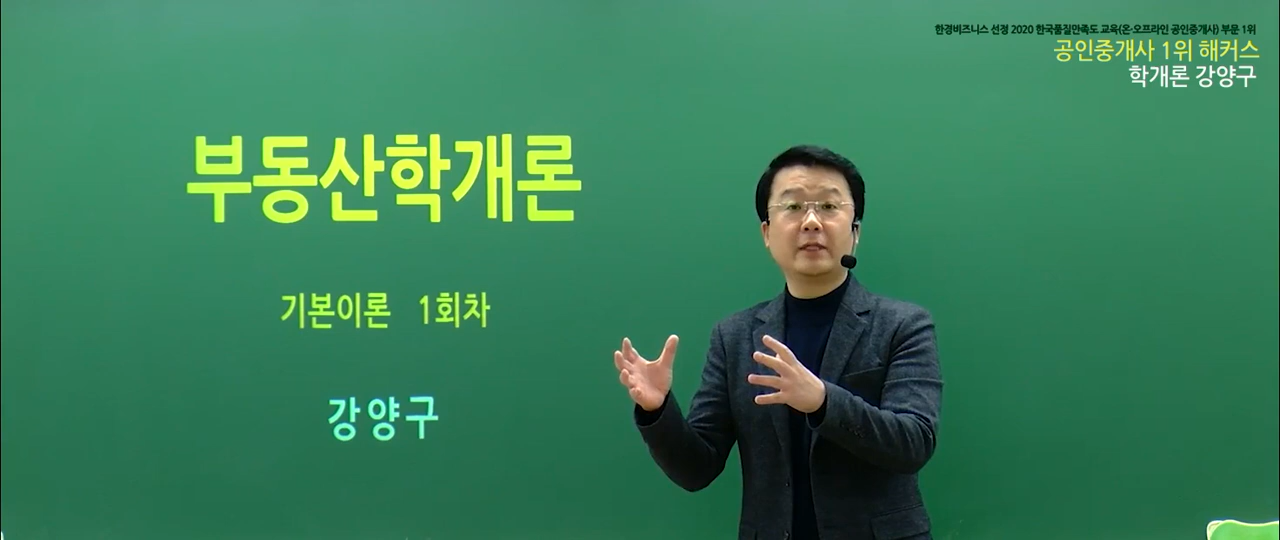 한경비즈니스 선정 2020 한국품질만족도 교육(온·오프라인 공인중개사) 부문 1위
공인중개사 1위 해커스
학개론 강양구
부동산학개론
기본이론 1회차
강양구